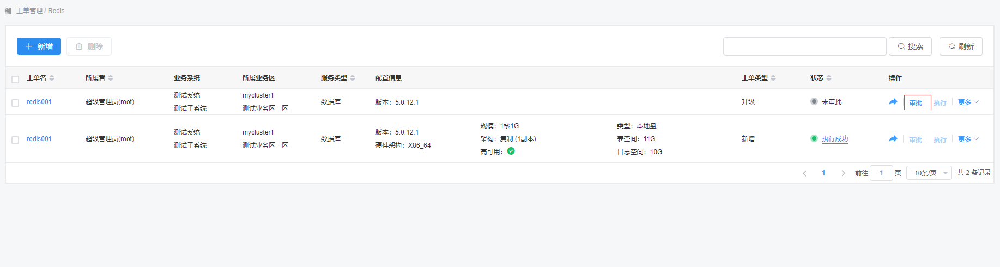 工单管理 / Redis
新增 删除 搜索 刷新
工单名 所属者 业务系统 所属业务区 服务类型 配置信息 工单类型 状态 操作
redis001 超级管理员(root) 测试系统 测试子系统 mycluster1 测试业务区一区 数据库 版本：5.0.12.1 升级 未审批 审批 执行 更多
redis001 超级管理员(root) 测试系统 测试子系统 mycluster1 测试业务区一区 数据库 版本：5.0.12.1 硬件架构：X86_64 规模：1核1G 架构：复制 (1副本) 高可用： 类型：本地盘 表空间：11G 日志空间：10G 新增 执行成功 审批 执行 更多
1 前往 1 页 10条/页 共 2 条记录